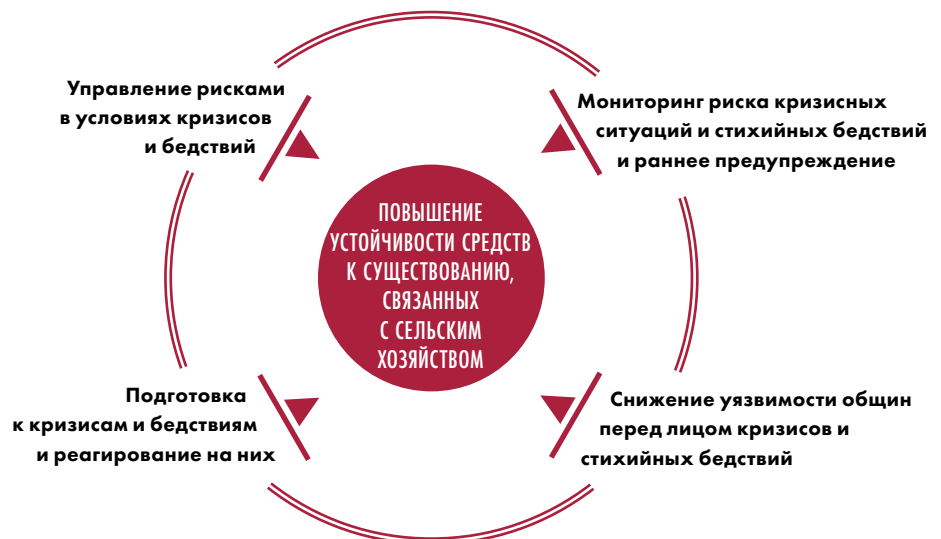 Управление рисками
в условиях кризисов
и бедствий
Мониторинг риска кризисных
ситуаций и стихийных бедствий
и раннее предупреждение
ПОВЫШЕНИЕ
УСТОЙЧИВОСТИ СРЕДСТВ
К СУЩЕСТВОВАНИЮ,
СВЯЗАННЫХ
С СЕЛЬСКИМ
ХОЗЯЙСТВОМ
Подготовка
к кризисам и бедствиям
и реагирование на них
Снижение уязвимости общин
перед лицом кризисов и
стихийных бедствий